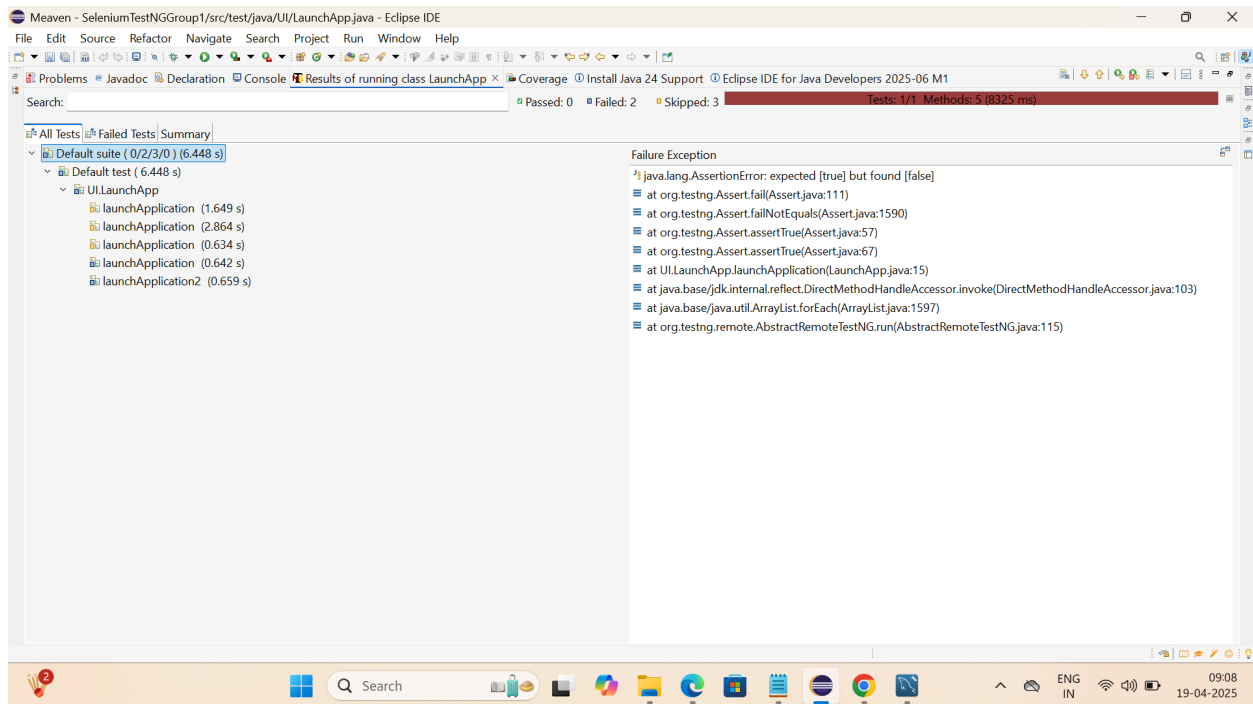 Meaven - SeleniumTestNGGroup1/src/test/java/UI/LaunchApp.java - Eclipse IDE
File Edit Source Refactor Navigate Search Project Run Window Help
Problems Javadoc Declaration Console Results of running class LaunchApp Coverage Install Java 24 Support Eclipse IDE for Java Developers 2025-06 M1
Search: Passed: 0 Failed: 2 Skipped: 3 Tests: 1/1 Methods: 5 (8325 ms)
All Tests Failed Tests Summary
Default suite ( 0/2/3/0 ) (6.448 s)
Default test ( 6.448 s)
UI.LaunchApp
launchApplication (1.649 s)
launchApplication (2.864 s)
launchApplication (0.634 s)
launchApplication (0.642 s)
launchApplication2 (0.659 s)
Failure Exception
java.lang.AssertionError: expected [true] but found [false]
at org.testng.Assert.fail(Assert.java:111)
at org.testng.Assert.failNotEquals(Assert.java:1590)
at org.testng.Assert.assertTrue(Assert.java:57)
at org.testng.Assert.assertTrue(Assert.java:67)
at UI.LaunchApp.launchApplication(LaunchApp.java:15)
at java.base/jdk.internal.reflect.DirectMethodHandleAccessor.invoke(DirectMethodHandleAccessor.java:103)
at java.base/java.util.ArrayList.forEach(ArrayList.java:1597)
at org.testng.remote.AbstractRemoteTestNG.run(AbstractRemoteTestNG.java:115)
2
Search
ENG
IN
09:08
19-04-2025